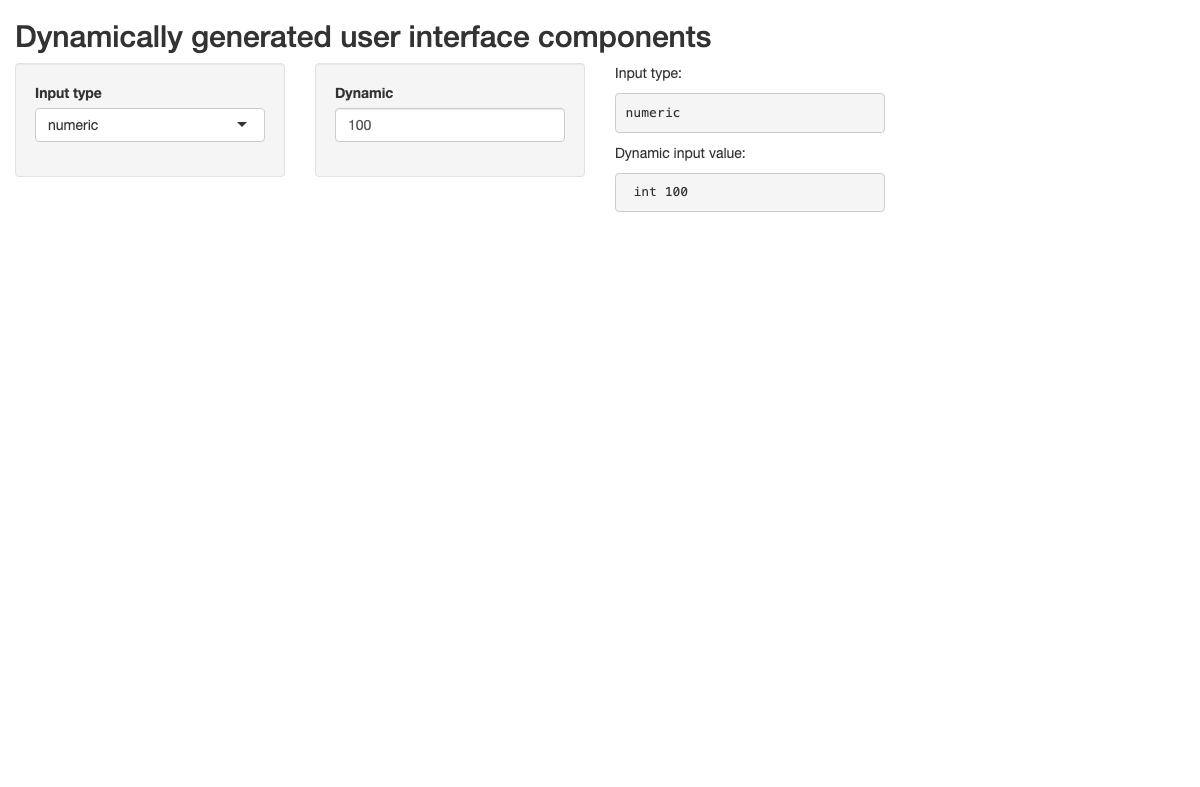 Dynamically generated user interface components
Input type
numeric
Dynamic
100
Input type:
numeric
Dynamic input value:
int 100